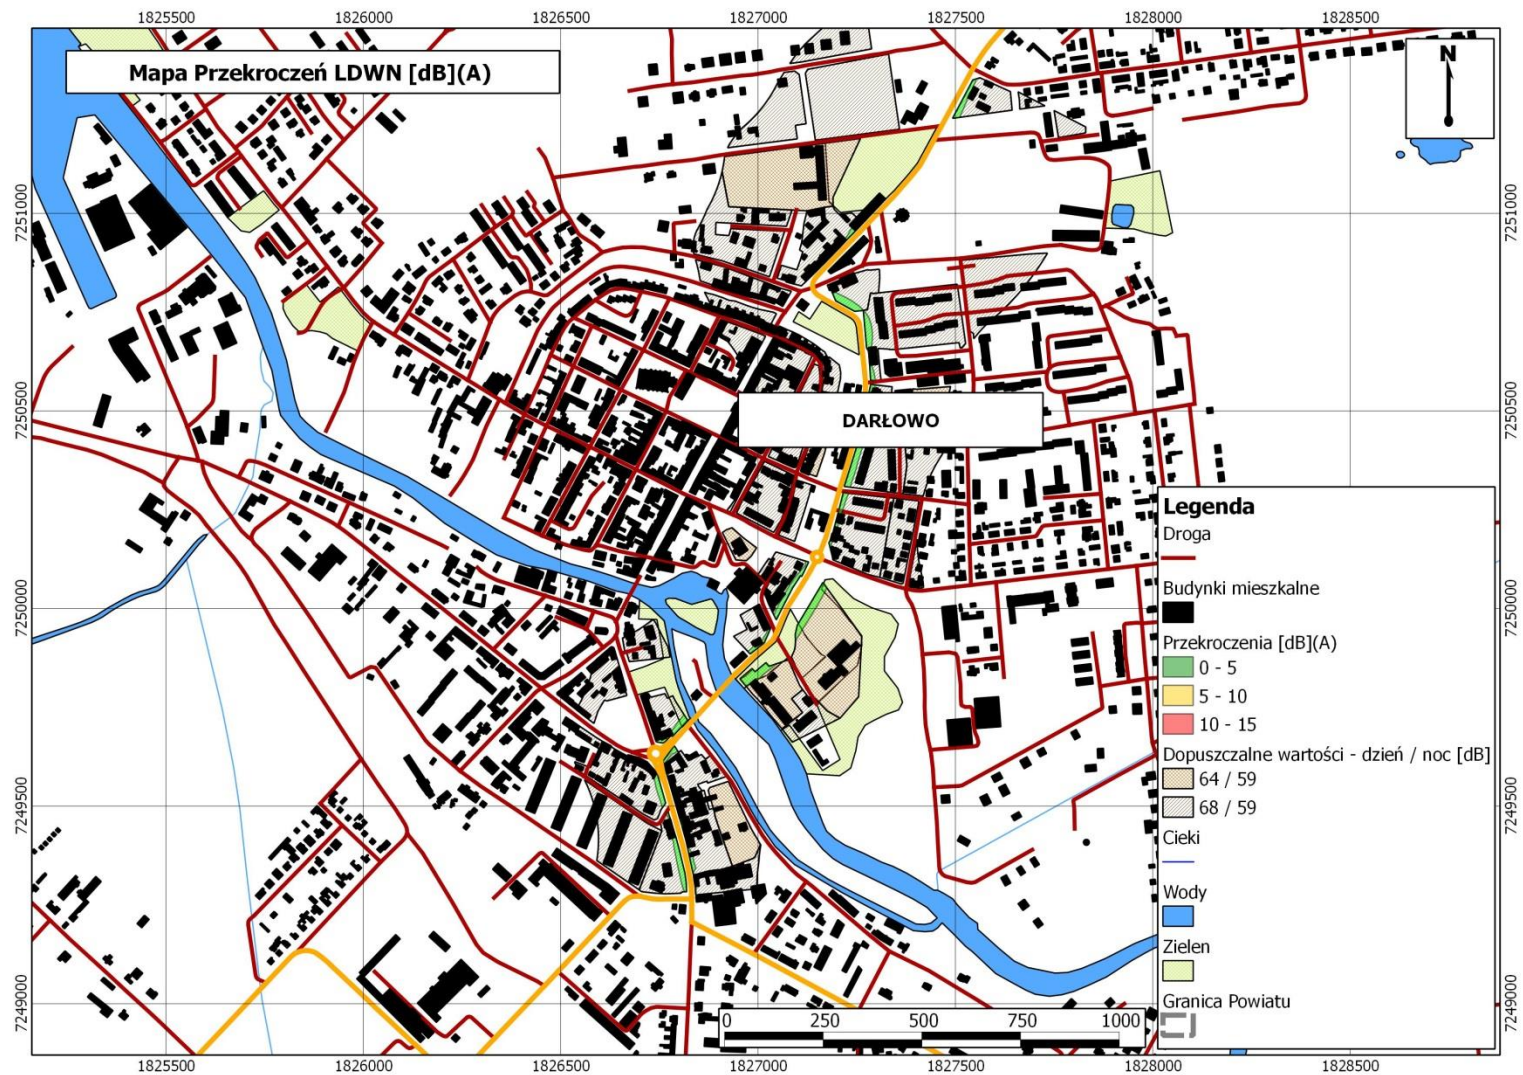 1825500 1826000 1826500 1827000 1827500 1828000 1828500
Mapa Przekroczeń LDWN [dB](A)
N
7251000 7251000
7250500 7250500
DARŁOWO
Legenda
Droga
Budynki mieszkalne
7250000 7250000
Przekroczenia [dB](A)
0 - 5
5 - 10
10 - 15
Dopuszczalne wartości - dzień / noc [dB]
64 / 59
68 / 59
7249500 7249500
Cieki
Wody
Zielen
Granica Powiatu
7249000 7249000
0 250 500 750 1000
1825500 1826000 1826500 1827000 1827500 1828000 1828500